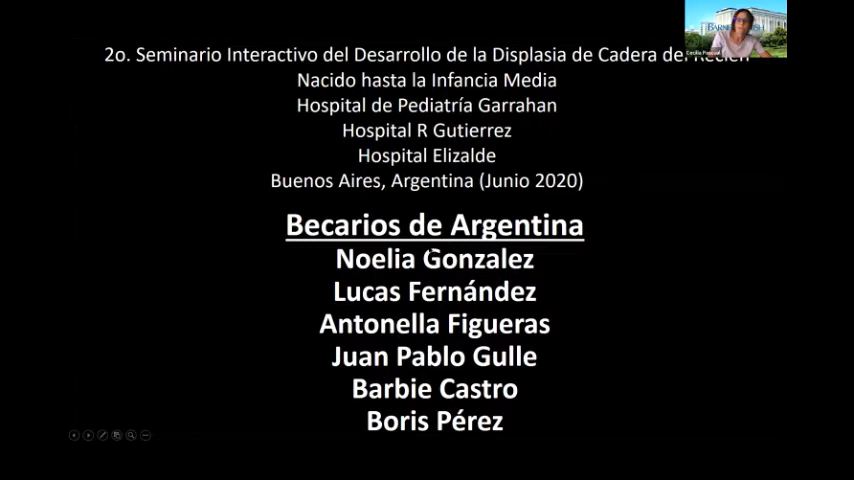 2o. Seminario Interactivo del Desarrollo de la Displasia de Cadera del Recién
Nacido hasta la Infancia Media
Hospital de Pediatría Garrahan
Hospital R Gutierrez
Hospital Elizalde
Buenos Aires, Argentina (Junio 2020)
Becarios de Argentina
Noelia Gonzalez
Lucas Fernández
Antonella Figueras
Juan Pablo Gulle
Barbie Castro
Boris Pérez
Cecilia Pascual